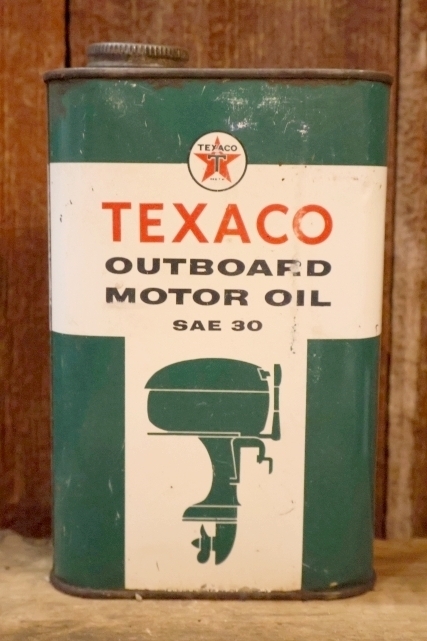 TEXACO
T
TEXACO
OUTBOARD
MOTOR OIL
SAE 30